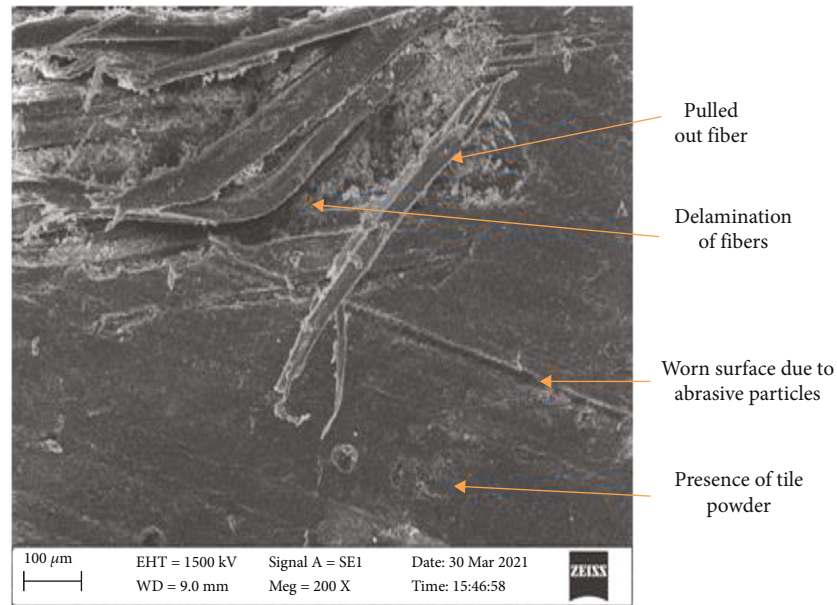 Pulled
out fiber
Delamination
of fibers
Worn surface due to
abrasive particles
Presence of tile
powder
100 μm
EHT = 1500 kV Signal A = SE1 Date: 30 Mar 2021
WD = 9.0 mm Meg = 200 X Time: 15:46:58
ZEISS